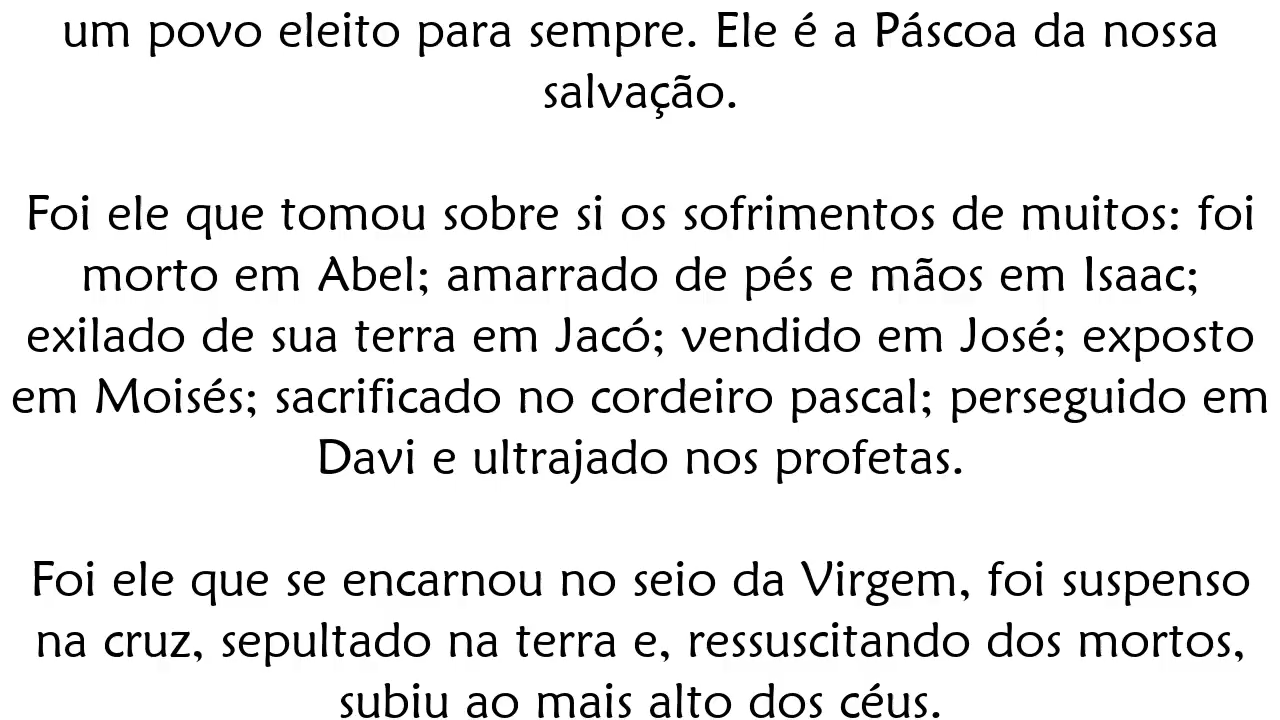 um povo eleito para sempre. Ele é a Páscoa da nossa
salvação.
Foi ele que tomou sobre si os sofrimentos de muitos: foi
morto em Abel; amarrado de pés e mãos em Isaac;
exilado de sua terra em Jacó; vendido em José; exposto
em Moisés; sacrificado no cordeiro pascal; perseguido em
Davi e ultrajado nos profetas.
Foi ele que se encarnou no seio da Virgem, foi suspenso
na cruz, sepultado na terra e, ressuscitando dos mortos,
subiu ao mais alto dos céus.